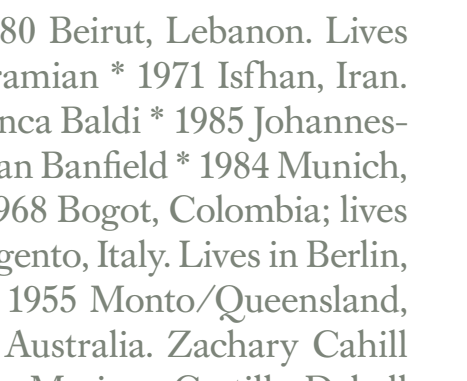 80 Beirut, Lebanon. Lives
ramian * 1971 Isfhan, Iran.
nca Baldi * 1985 Johannes-
an Banfield * 1984 Munich,
968 Bogot, Colombia; lives
gento, Italy. Lives in Berlin,
1955 Monto/Queensland,
Australia. Zachary Cahill